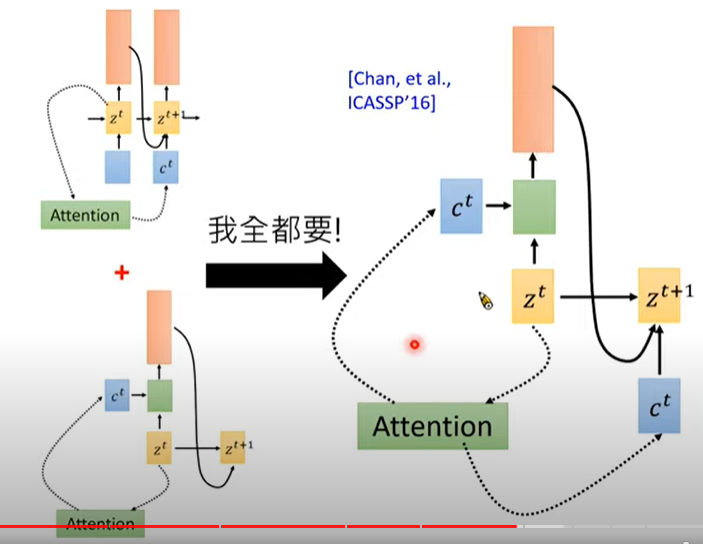 z^t
z^{t+1}
c^t
Attention
+
c^t
z^t
z^{t+1}
Attention
我全都要!
[Chan, et al.,
ICASSP’16]
c^t
z^t
z^{t+1}
c^t
Attention